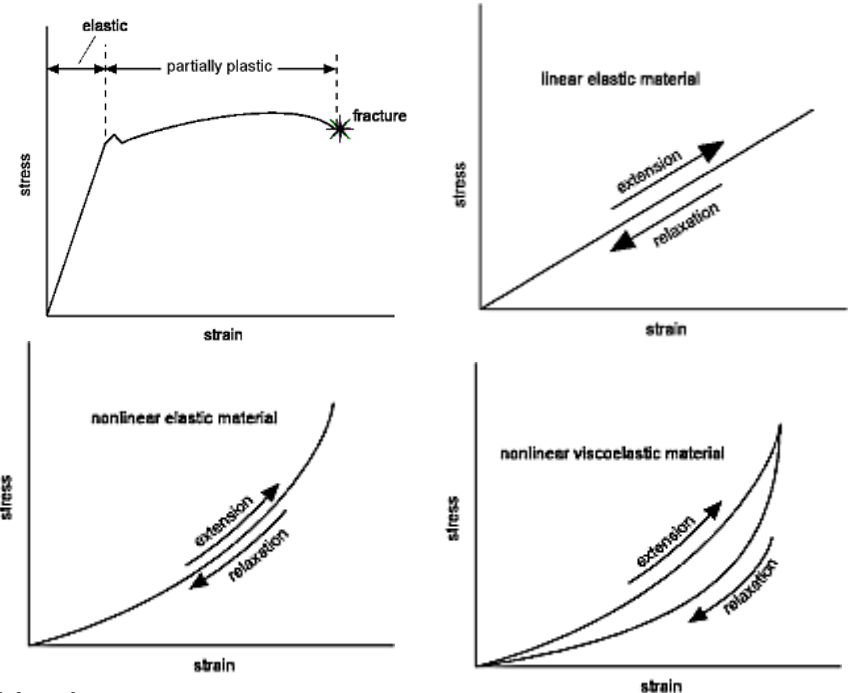 elastic
partially plastic
fracture
stress
strain
linear elastic material
extension
relaxation
stress
strain
nonlinear elastic material
extension
relaxation
stress
strain
nonlinear viscoelastic material
extension
relaxation
stress
strain